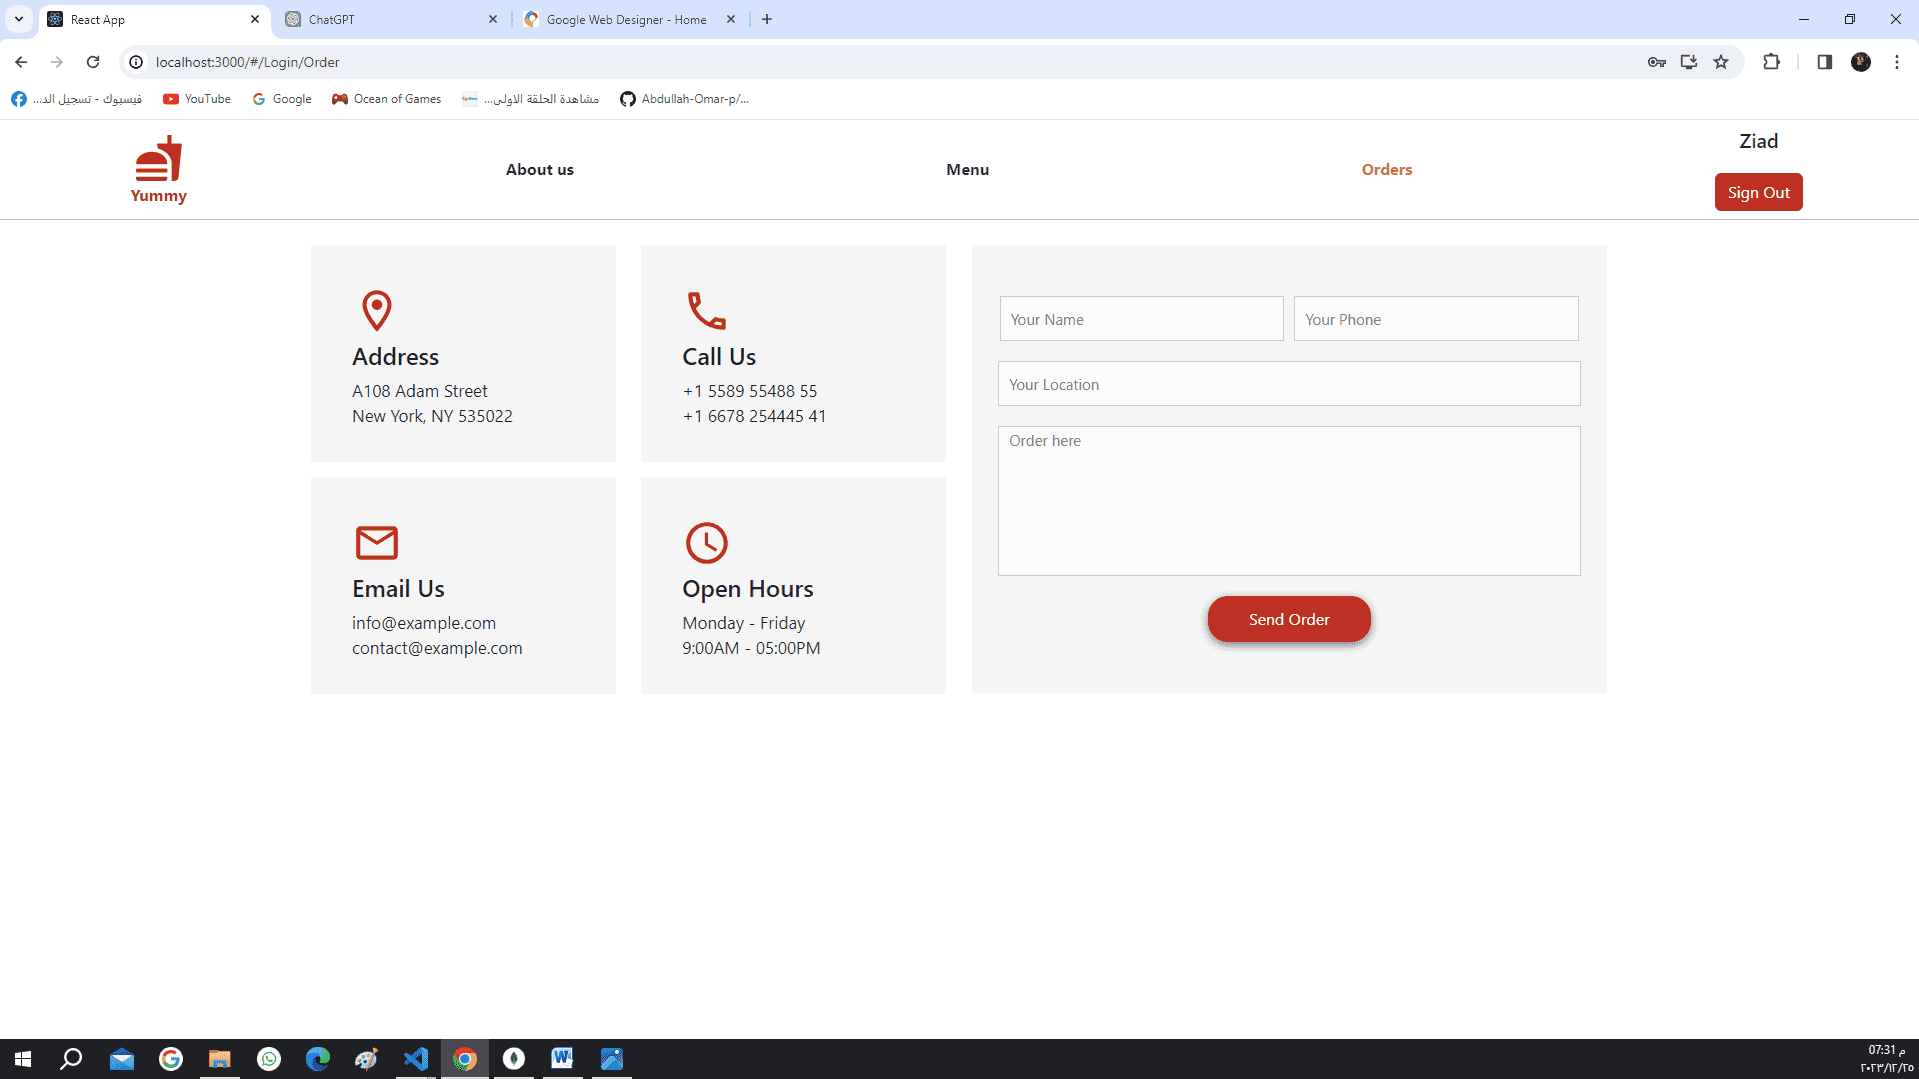 React App
ChatGPT
Google Web Designer - Home
localhost:3000/#/Login/Order
فيسبوك - تسجيل الد...
YouTube
Google
Ocean of Games
مشاهدة الحلقة الاولى...
Abdullah-Omar-p/...
Yummy
About us
Menu
Orders
Ziad
Sign Out
Address
A108 Adam Street
New York, NY 535022
Call Us
+1 5589 55488 55
+1 6678 254445 41
Email Us
info@example.com
contact@example.com
Open Hours
Monday - Friday
9:00AM - 05:00PM
Your Name
Your Phone
Your Location
Order here
Send Order
07:31 م
٢٠٢٣/١٢/٢٥